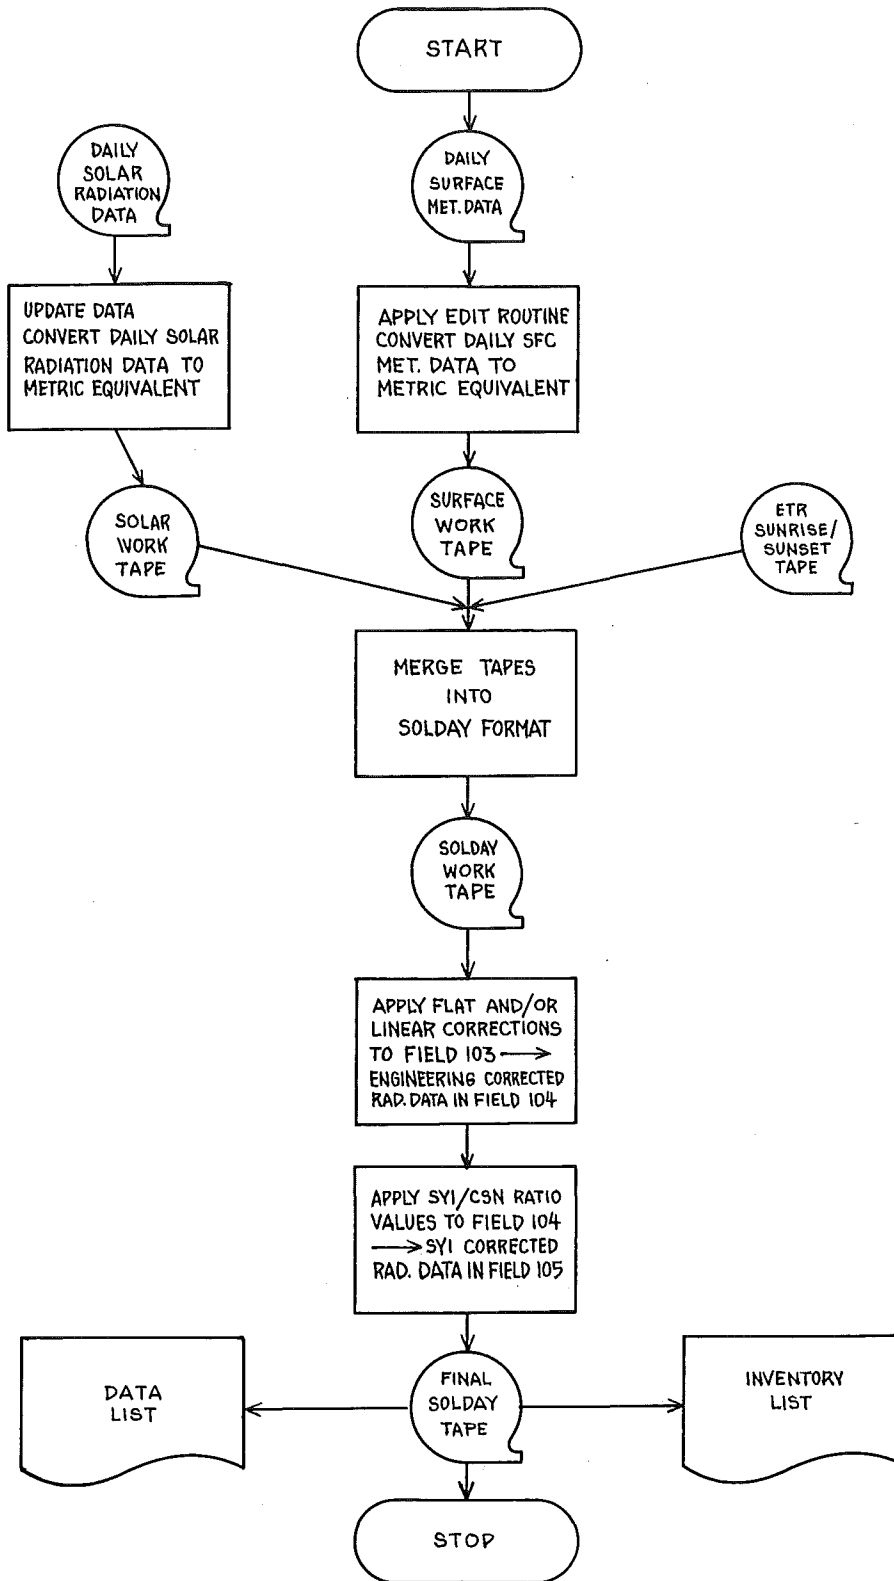 START
DAILY
SOLAR
RADIATION
DATA
DAILY
SURFACE
MET. DATA
UPDATE DATA
CONVERT DAILY SOLAR
RADIATION DATA TO
METRIC EQUIVALENT
APPLY EDIT ROUTINE
CONVERT DAILY SFC
MET. DATA TO
METRIC EQUIVALENT
SOLAR
WORK
TAPE
SURFACE
WORK
TAPE
ETR
SUNRISE/
SUNSET
TAPE
MERGE TAPES
INTO
SOLDAY FORMAT
SOLDAY
WORK
TAPE
APPLY FLAT AND/OR
LINEAR CORRECTIONS
TO FIELD 103 →
ENGINEERING CORRECTED
RAD. DATA IN FIELD 104
APPLY SYI/CSN RATIO
VALUES TO FIELD 104
→ SYI CORRECTED
RAD. DATA IN FIELD 105
DATA
LIST
FINAL
SOLDAY
TAPE
INVENTORY
LIST
STOP